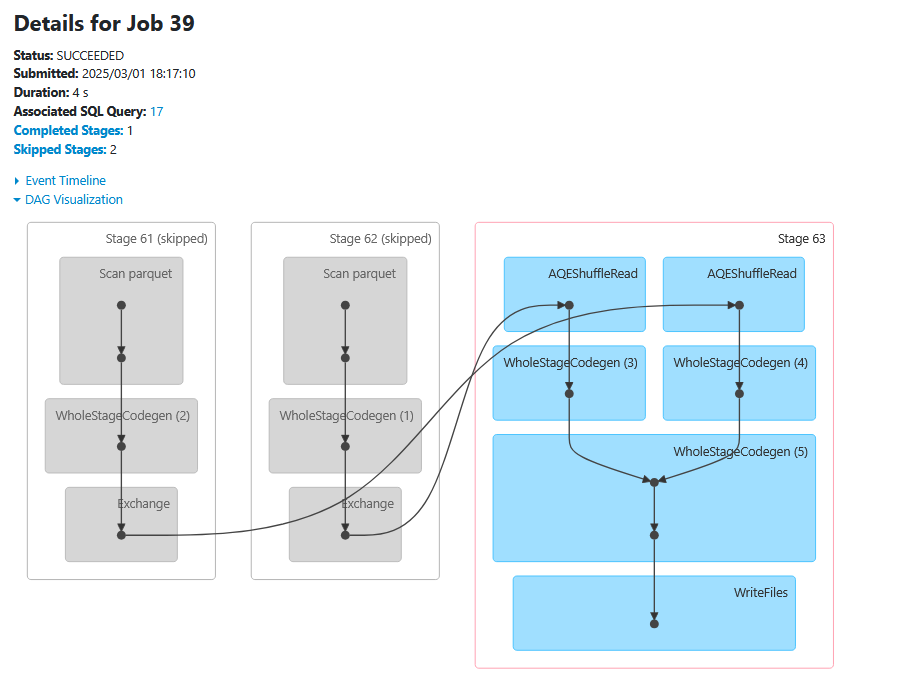 Details for Job 39
Status: SUCCEEDED
Submitted: 2025/03/01 18:17:10
Duration: 4 s
Associated SQL Query: 17
Completed Stages: 1
Skipped Stages: 2
Event Timeline
DAG Visualization
Stage 61 (skipped)
Scan parquet
WholeStageCodegen (2)
Exchange
Stage 62 (skipped)
Scan parquet
WholeStageCodegen (1)
Exchange
Stage 63
AQEShuffleRead
AQEShuffleRead
WholeStageCodegen (3)
WholeStageCodegen (4)
WholeStageCodegen (5)
WriteFiles